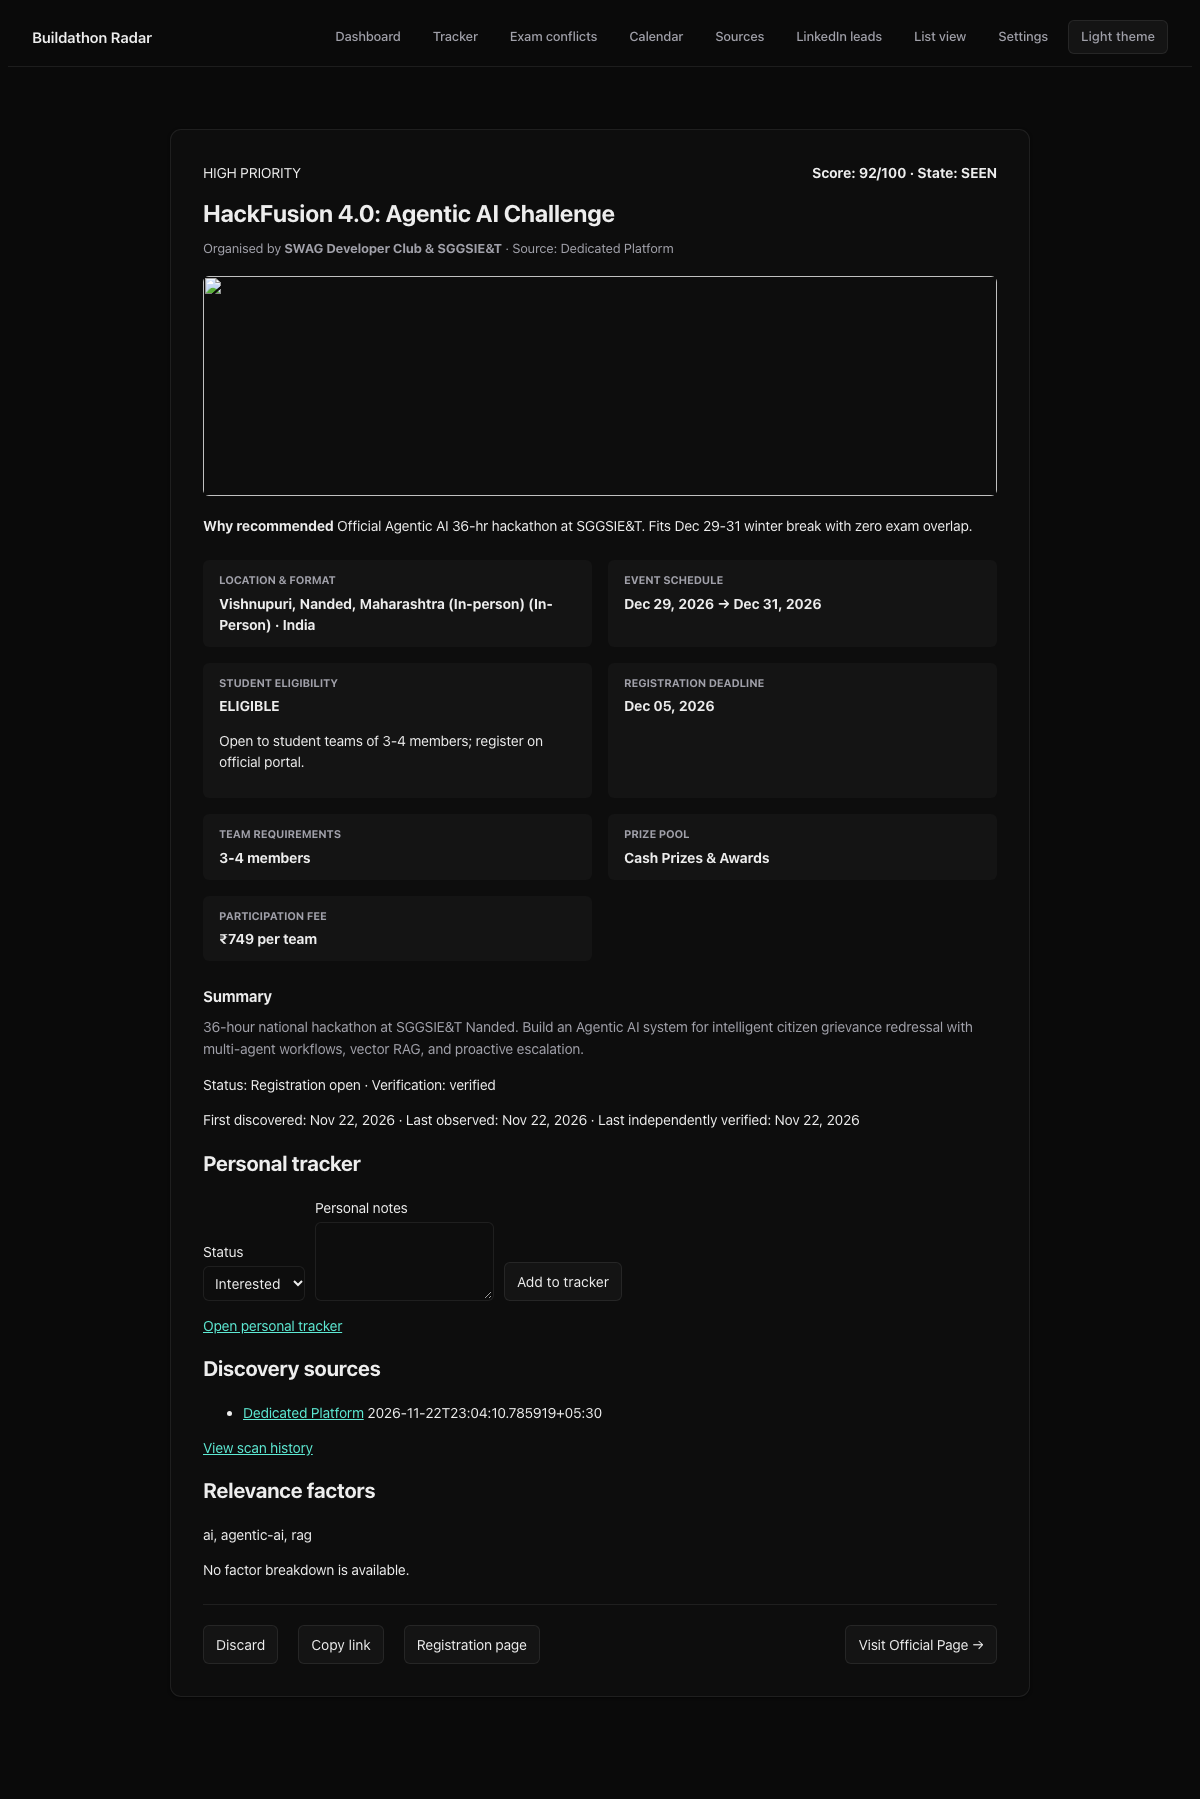 Buildathon Radar
Dashboard
Tracker
Exam conflicts
Calendar
Sources
LinkedIn leads
List view
Settings
Light theme
HIGH PRIORITY
Score: 92/100 · State: SEEN
HackFusion 4.0: Agentic AI Challenge
Organised by SWAG Developer Club & SGGSIE&T · Source: Dedicated Platform
Why recommended Official Agentic AI 36-hr hackathon at SGGSIE&T. Fits Dec 29-31 winter break with zero exam overlap.
LOCATION & FORMAT
Vishnupuri, Nanded, Maharashtra (In-person) (In-
Person) · India
EVENT SCHEDULE
Dec 29, 2026 → Dec 31, 2026
STUDENT ELIGIBILITY
ELIGIBLE
Open to student teams of 3-4 members; register on
official portal.
REGISTRATION DEADLINE
Dec 05, 2026
TEAM REQUIREMENTS
3-4 members
PRIZE POOL
Cash Prizes & Awards
PARTICIPATION FEE
₹749 per team
Summary
36-hour national hackathon at SGGSIE&T Nanded. Build an Agentic AI system for intelligent citizen grievance redressal with
multi-agent workflows, vector RAG, and proactive escalation.
Status: Registration open · Verification: verified
First discovered: Nov 22, 2026 · Last observed: Nov 22, 2026 · Last independently verified: Nov 22, 2026
Personal tracker
Status
Interested
Personal notes
Add to tracker
Open personal tracker
Discovery sources
• Dedicated Platform 2026-11-22T23:04:10.785919+05:30
View scan history
Relevance factors
ai, agentic-ai, rag
No factor breakdown is available.
Discard
Copy link
Registration page
Visit Official Page →